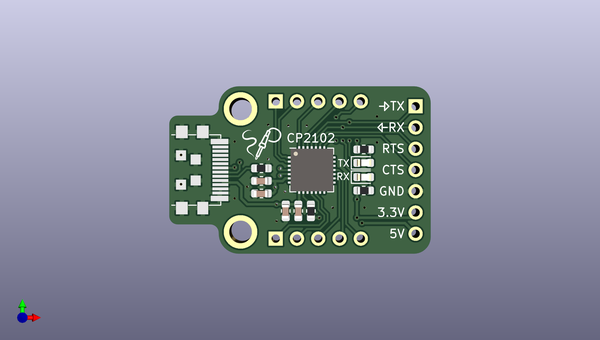 TX
CP2102
RX
RTS
TX
CTS
RX
GND
3.3V
5V